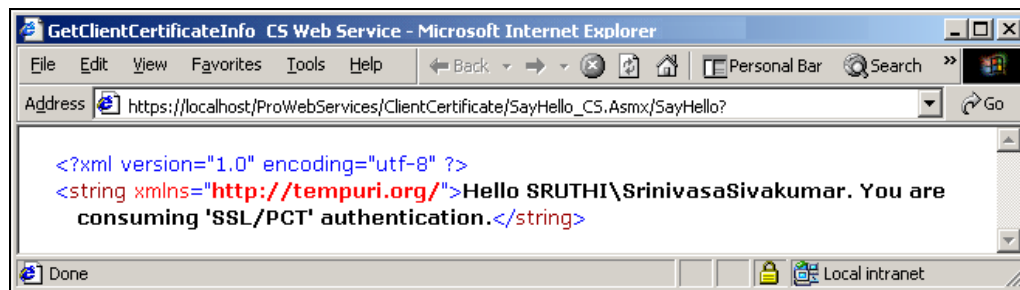 GetClientCertificateInfo CS Web Service - Microsoft Internet Explorer
File Edit View Favorites Tools Help Back Personal Bar Search »
Address https://localhost/ProWebServices/ClientCertificate/SayHello_CS.Asmx/SayHello? Go
<?xml version="1.0" encoding="utf-8" ?>
<string xmlns="http://tempuri.org/">Hello SRUTHI\SrinivasaSivakumar. You are
consuming 'SSL/PCT' authentication.</string>
Done Local intranet